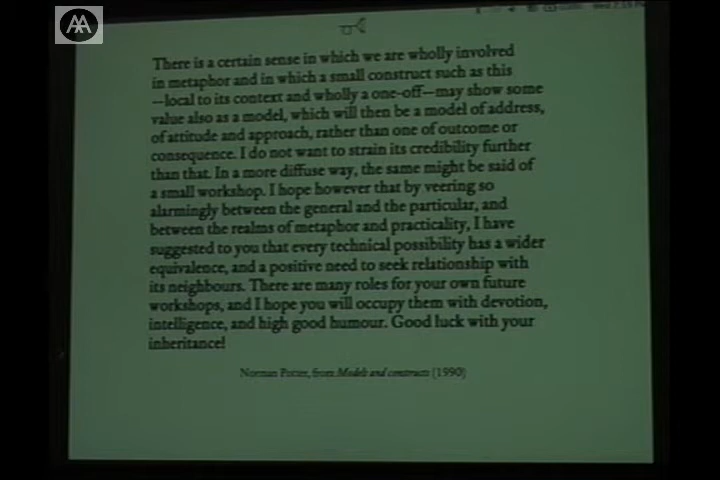 AA
There is a certain sense in which we are wholly involved
in metaphor and in which a small construct such as this
—local to its context and wholly a one-off—may show some
value also as a model, which will then be a model of address,
of attitude and approach, rather than one of outcome or
consequence. I do not want to strain its credibility further
than that. In a more diffuse way, the same might be said of
a small workshop. I hope however that by veering so
alarmingly between the general and the particular, and
between the realms of metaphor and practicality, I have
suggested to you that every technical possibility has a wider
equivalence, and a positive need to seek relationship with
its neighbours. There are many roles for your own future
workshops, and I hope you will occupy them with devotion,
intelligence, and high good humour. Good luck with your
inheritance!
Norman Potter, from Models and constructs (1990)